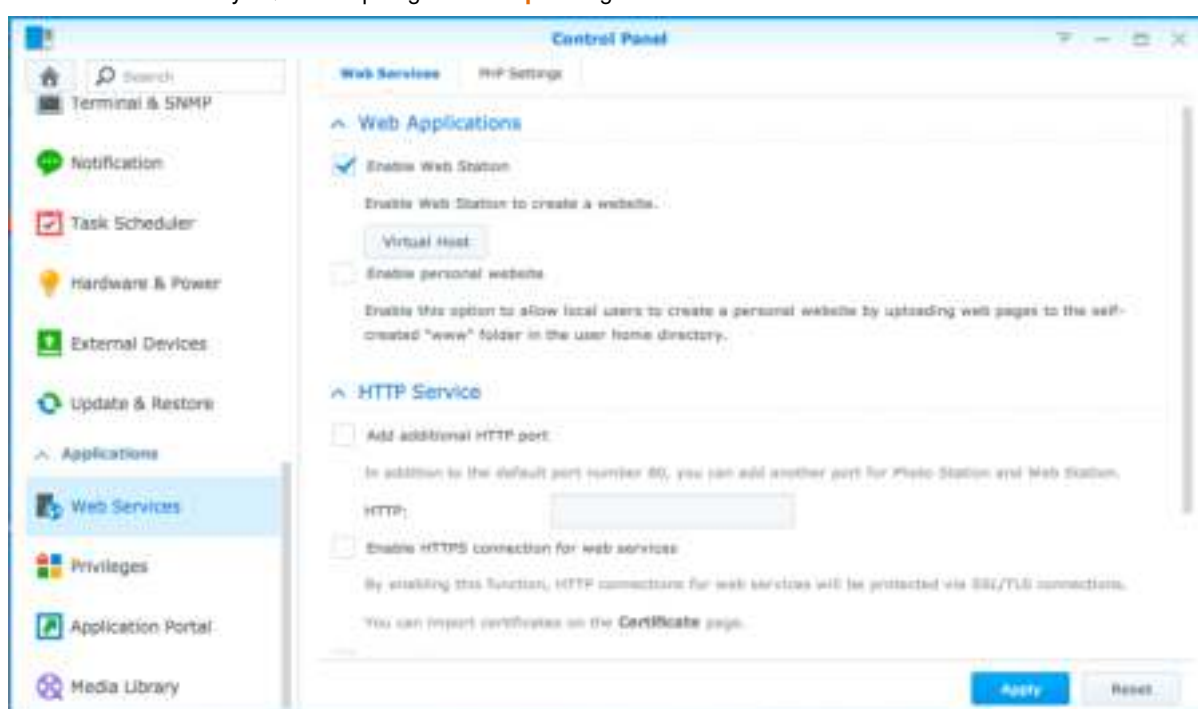 Control Panel
Search
Web Services PHP Settings
Terminal & SNMP
Notification
Task Scheduler
Hardware & Power
External Devices
Update & Restore
Applications
Web Services
Privileges
Application Portal
Media Library
Web Applications
Enable Web Station
Enable Web Station to create a website.
Virtual Host
Enable personal website
Enable this option to allow local users to create a personal website by uploading web pages to the self-
created "www" folder in the user home directory.
HTTP Service
Add additional HTTP port
In addition to the default port number 80, you can add another port for Photo Station and Web Station.
HTTP:
Enable HTTPS connection for web services
By enabling this function, HTTP connections for web services will be protected via SSL/TLS connections.
You can import certificates on the Certificate page.
Apply Reset